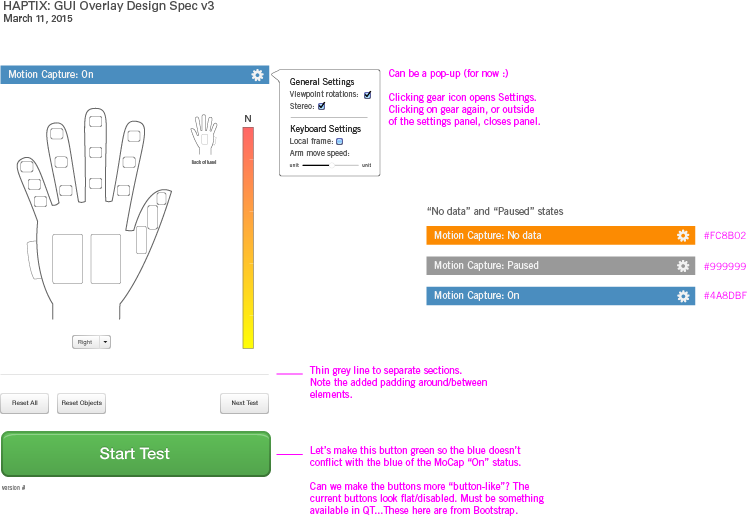 HAPTIX: GUI Overlay Design Spec v3
March 11, 2015
Motion Capture: On
N
Back of hand
Right
General Settings
Viewpoint rotations:
Stereo:
Keyboard Settings
Local frame:
Arm move speed:
unit unit
Can be a pop-up (for now :)
Clicking gear icon opens Settings.
Clicking on gear again, or outside
of the settings panel, closes panel.
“No data” and “Paused” states
Motion Capture: No data #FC8B02
Motion Capture: Paused #999999
Motion Capture: On #4A8DBF
Thin grey line to separate sections.
Note the added padding around/between
elements.
Reset All Reset Objects Next Test
Start Test
version #
Let’s make this button green so the blue doesn’t
conflict with the blue of the MoCap “On” status.
Can we make the buttons more “button-like”? The
current buttons look flat/disabled. Must be something
available in QT...These here are from Bootstrap.